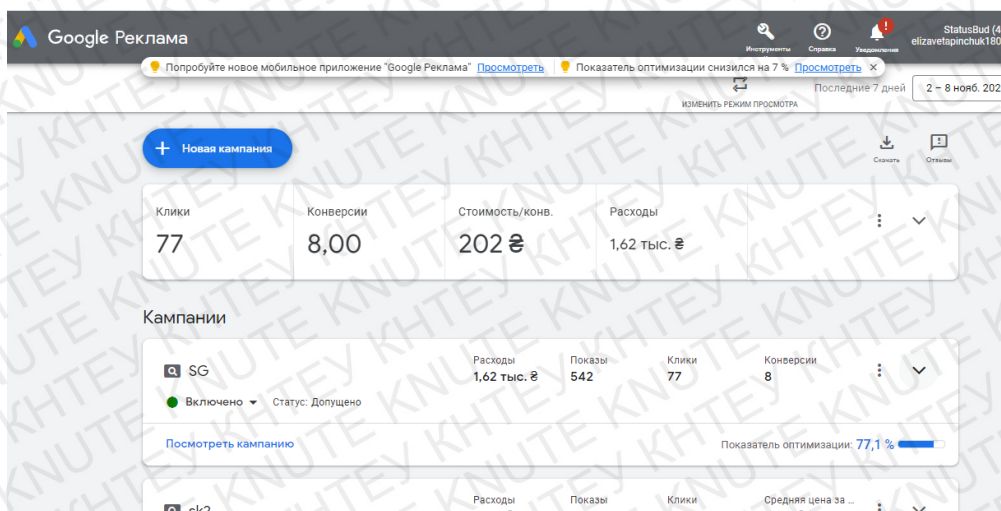 Google Реклама
Инструменты
Справка
Уведомления
StatusBud (4
elizavetapinchuk180
Попробуйте новое мобильное приложение "Google Реклама" Просмотреть
Показатель оптимизации снизился на 7 % Просмотреть ×
ИЗМЕНИТЬ РЕЖИМ ПРОСМОТРА
Последние 7 дней
2 – 8 нояб. 202
+ Новая кампания
Скачать
Отзывы
Клики
77
Конверсии
8,00
Стоимость/конв.
202 ₴
Расходы
1,62 тыс. ₴
Кампании
SG
Расходы
1,62 тыс. ₴
Показы
542
Клики
77
Конверсии
8
Включено
Статус: Допущено
Посмотреть кампанию
Показатель оптимизации: 77,1 %
sk2
Расходы
Показы
Клики
Средняя цена за ...
KNUTE КНТЕУ